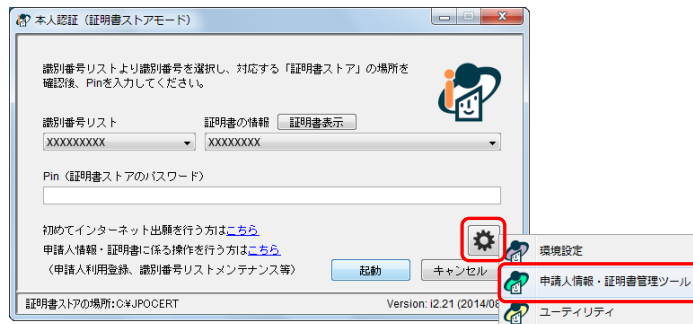 本人認証（証明書ストアモード）
識別番号リストより識別番号を選択し、対応する「証明書ストア」の場所を
確認後、Pinを入力してください。
識別番号リスト 証明書の情報 証明書表示
XXXXXXXXX XXXXXXXX
Pin（証明書ストアのパスワード）
初めてインターネット出願を行う方はこちら
申請人情報・証明書に係る操作を行う方はこちら
（申請人利用登録、識別番号リストメンテナンス等） 起動 キャンセル
環境設定
申請人情報・証明書管理ツール
ユーティリティ
証明書ストアの場所:C:¥JPOCERT Version: i2.21 (2014/08